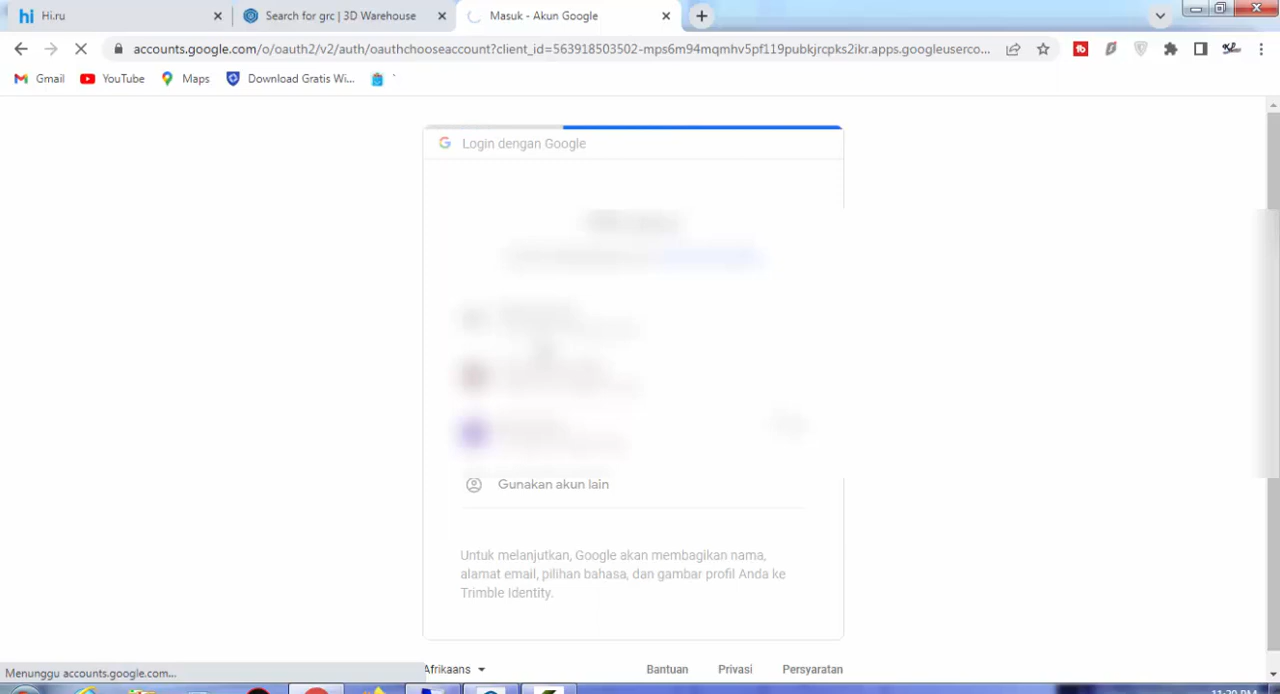 hi Hi.ru
Search for grc | 3D Warehouse
Masuk - Akun Google
accounts.google.com/o/oauth2/v2/auth/oauthchooseaccount?client_id=563918503502-mps6m94mqmhv5pf119pubkjrcpks2ikr.apps.googleuserco...
Gmail
YouTube
Maps
Download Gratis Wi...
Login dengan Google
Gunakan akun lain
Untuk melanjutkan, Google akan membagikan nama,
alamat email, pilihan bahasa, dan gambar profil Anda ke
Trimble Identity.
Menunggu accounts.google.com...
Afrikaans
Bantuan
Privasi
Persyaratan